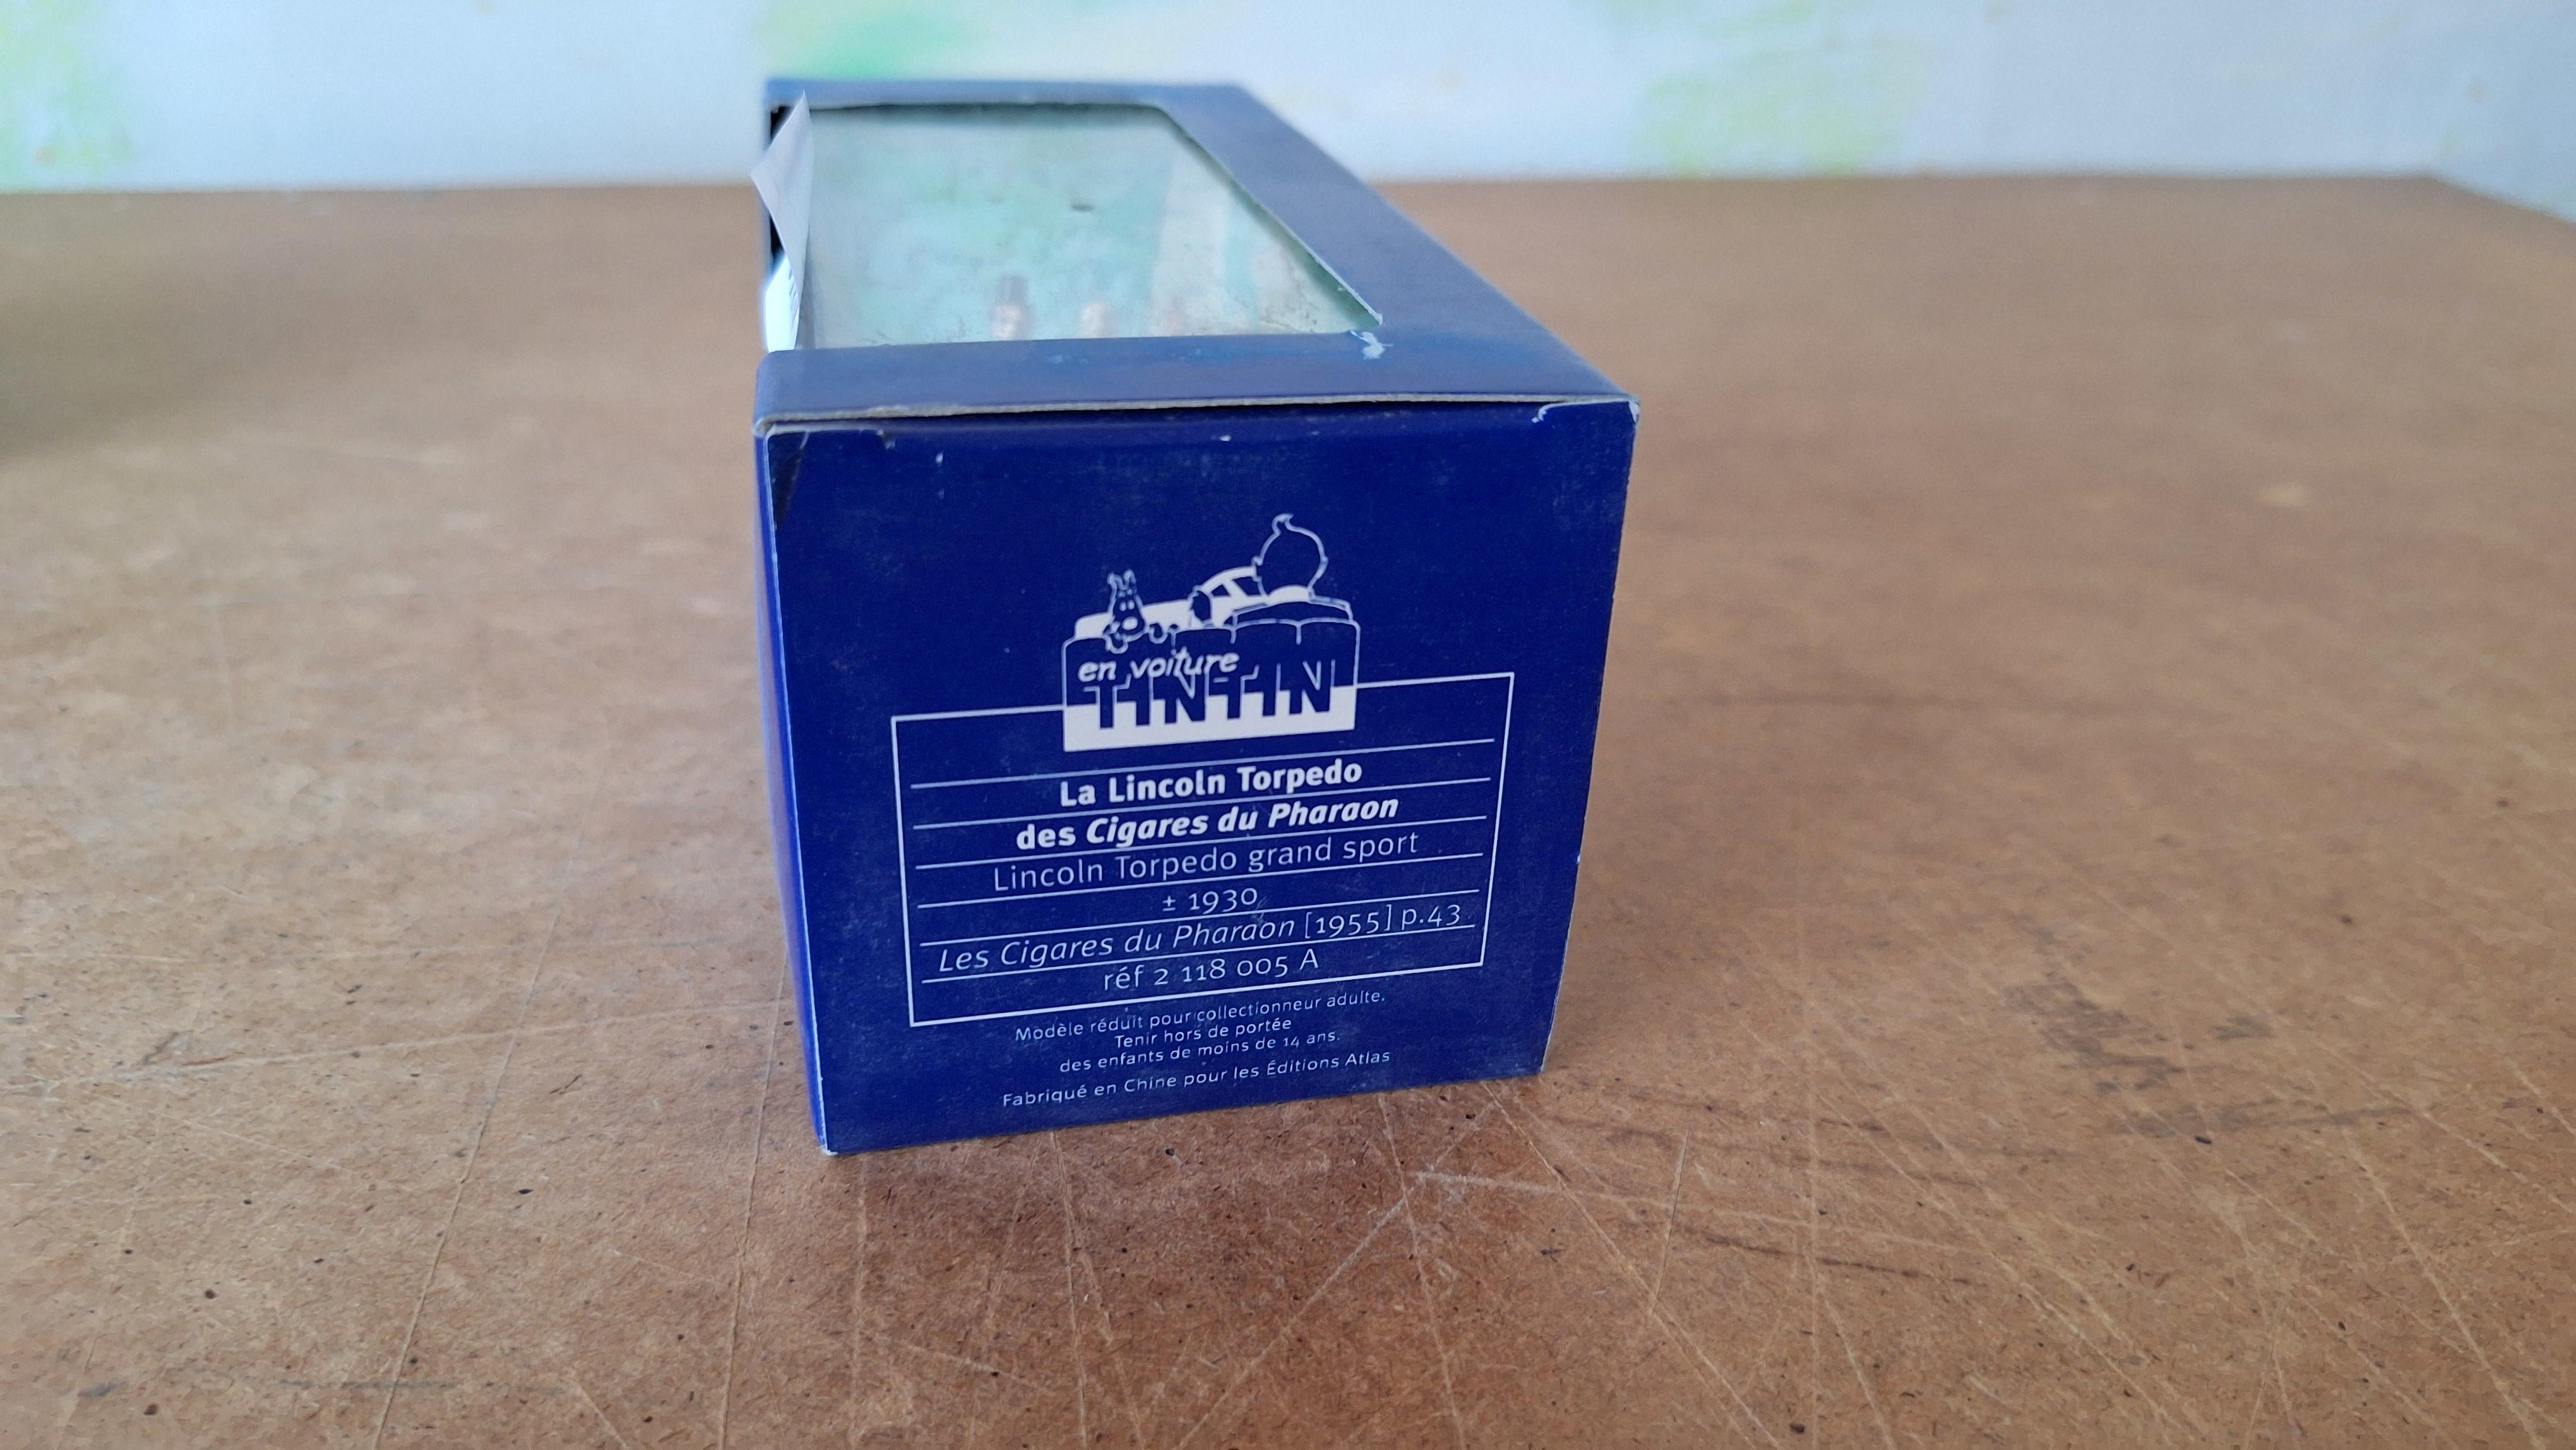 en voiture
TINTIN
La Lincoln Torpedo
des Cigares du Pharaon
Lincoln Torpedo grand sport
± 1930
Les Cigares du Pharaon [1955] p.43
réf 2 118 005 A
Modèle réduit pour collectionneur adulte.
Tenir hors de portée
des enfants de moins de 14 ans.
Fabriqué en Chine pour les Éditions Atlas